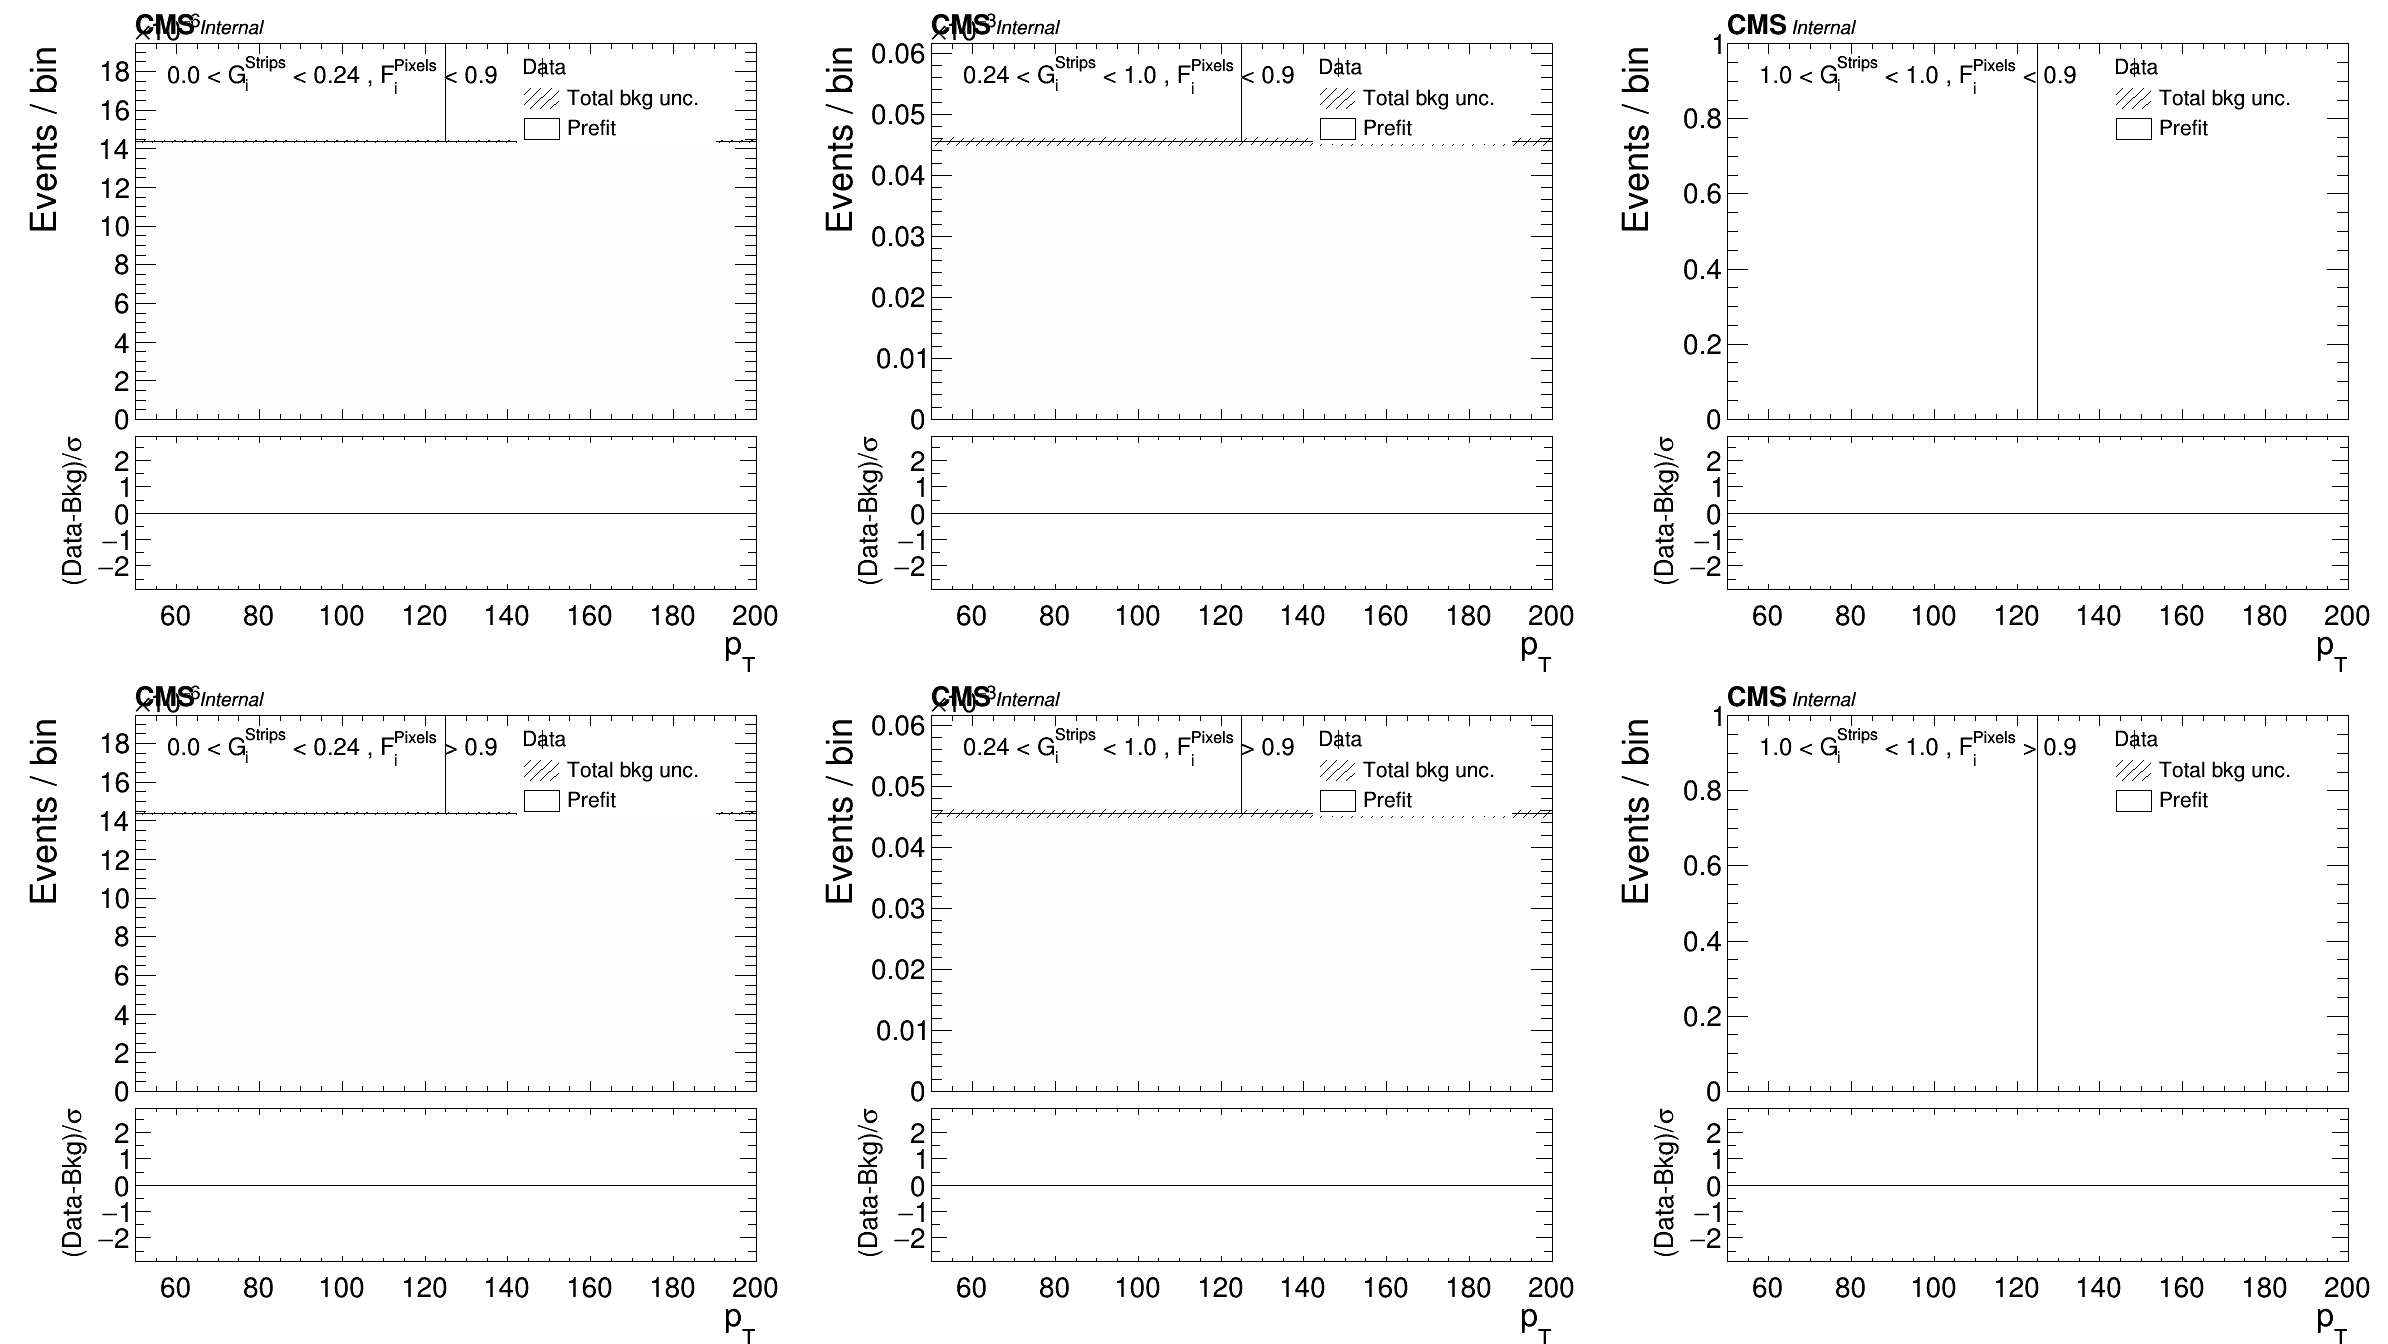 CMS Internal
×10⁻⁶
Events / bin
0.0 < G_i^Strips < 0.24 , F_i^Pixels < 0.9
Data
Total bkg unc.
Prefit
18
16
14
12
10
8
6
4
2
0
(Data-Bkg)/σ
2
1
0
−1
−2
60 80 100 120 140 160 180 200
p_T
CMS Internal
×10⁻³
Events / bin
0.24 < G_i^Strips < 1.0 , F_i^Pixels < 0.9
Data
Total bkg unc.
Prefit
0.06
0.05
0.04
0.03
0.02
0.01
0
(Data-Bkg)/σ
2
1
0
−1
−2
60 80 100 120 140 160 180 200
p_T
CMS Internal
Events / bin
1.0 < G_i^Strips < 1.0 , F_i^Pixels < 0.9
Data
Total bkg unc.
Prefit
1
0.8
0.6
0.4
0.2
0
(Data-Bkg)/σ
2
1
0
−1
−2
60 80 100 120 140 160 180 200
p_T
CMS Internal
×10⁻⁶
Events / bin
0.0 < G_i^Strips < 0.24 , F_i^Pixels > 0.9
Data
Total bkg unc.
Prefit
18
16
14
12
10
8
6
4
2
0
(Data-Bkg)/σ
2
1
0
−1
−2
60 80 100 120 140 160 180 200
p_T
CMS Internal
×10⁻³
Events / bin
0.24 < G_i^Strips < 1.0 , F_i^Pixels > 0.9
Data
Total bkg unc.
Prefit
0.06
0.05
0.04
0.03
0.02
0.01
0
(Data-Bkg)/σ
2
1
0
−1
−2
60 80 100 120 140 160 180 200
p_T
CMS Internal
Events / bin
1.0 < G_i^Strips < 1.0 , F_i^Pixels > 0.9
Data
Total bkg unc.
Prefit
1
0.8
0.6
0.4
0.2
0
(Data-Bkg)/σ
2
1
0
−1
−2
60 80 100 120 140 160 180 200
p_T